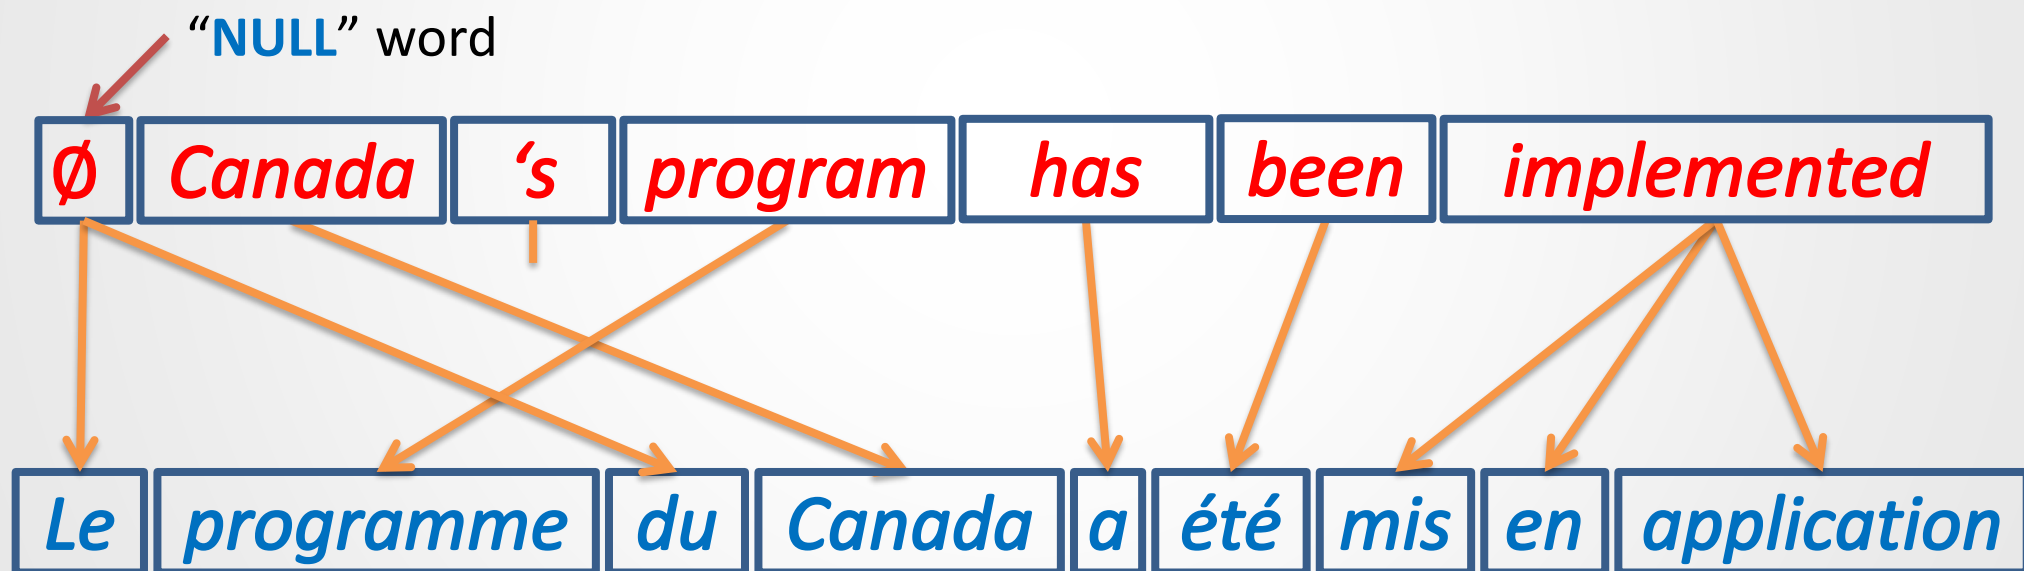 “NULL” word
Ø Canada ‘s program has been implemented
Le programme du Canada a été mis en application